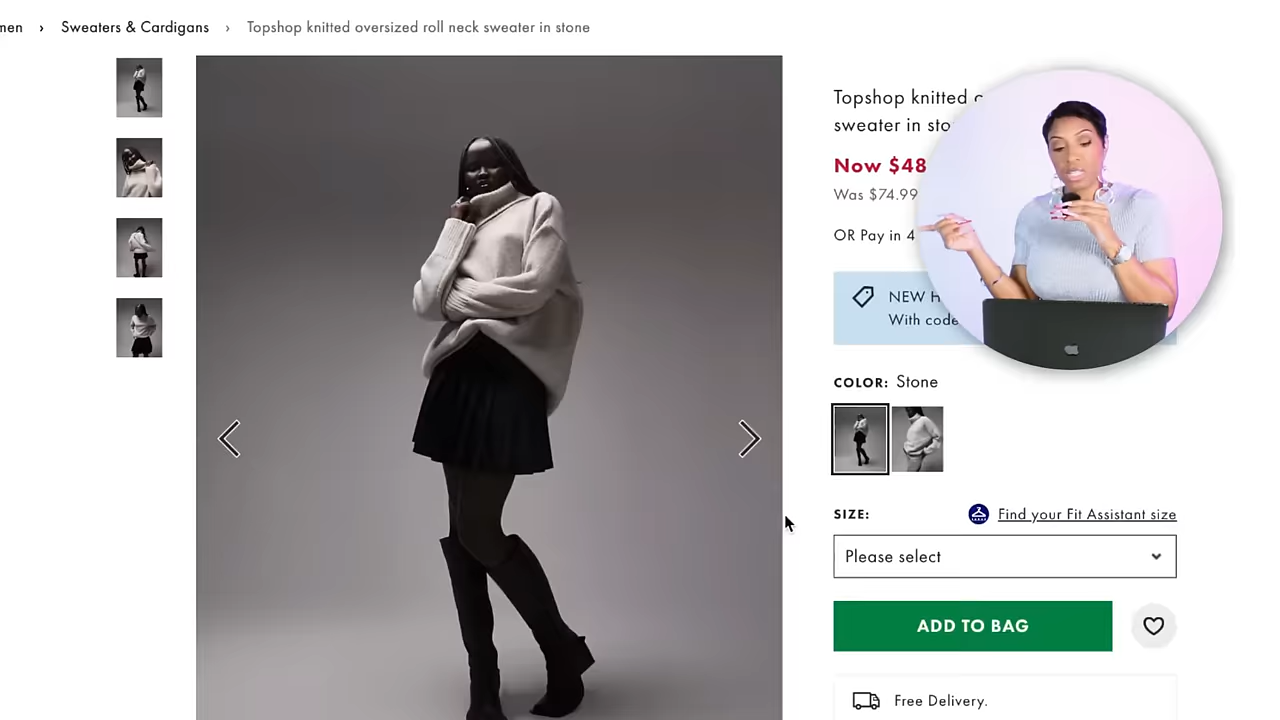 men › Sweaters & Cardigans › Topshop knitted oversized roll neck sweater in stone
Topshop knitted
sweater in
Now $48
Was $74.99
OR Pay in 4
NEW
With code
COLOR: Stone
SIZE:
Find your Fit Assistant size
Please select
ADD TO BAG
Free Delivery.